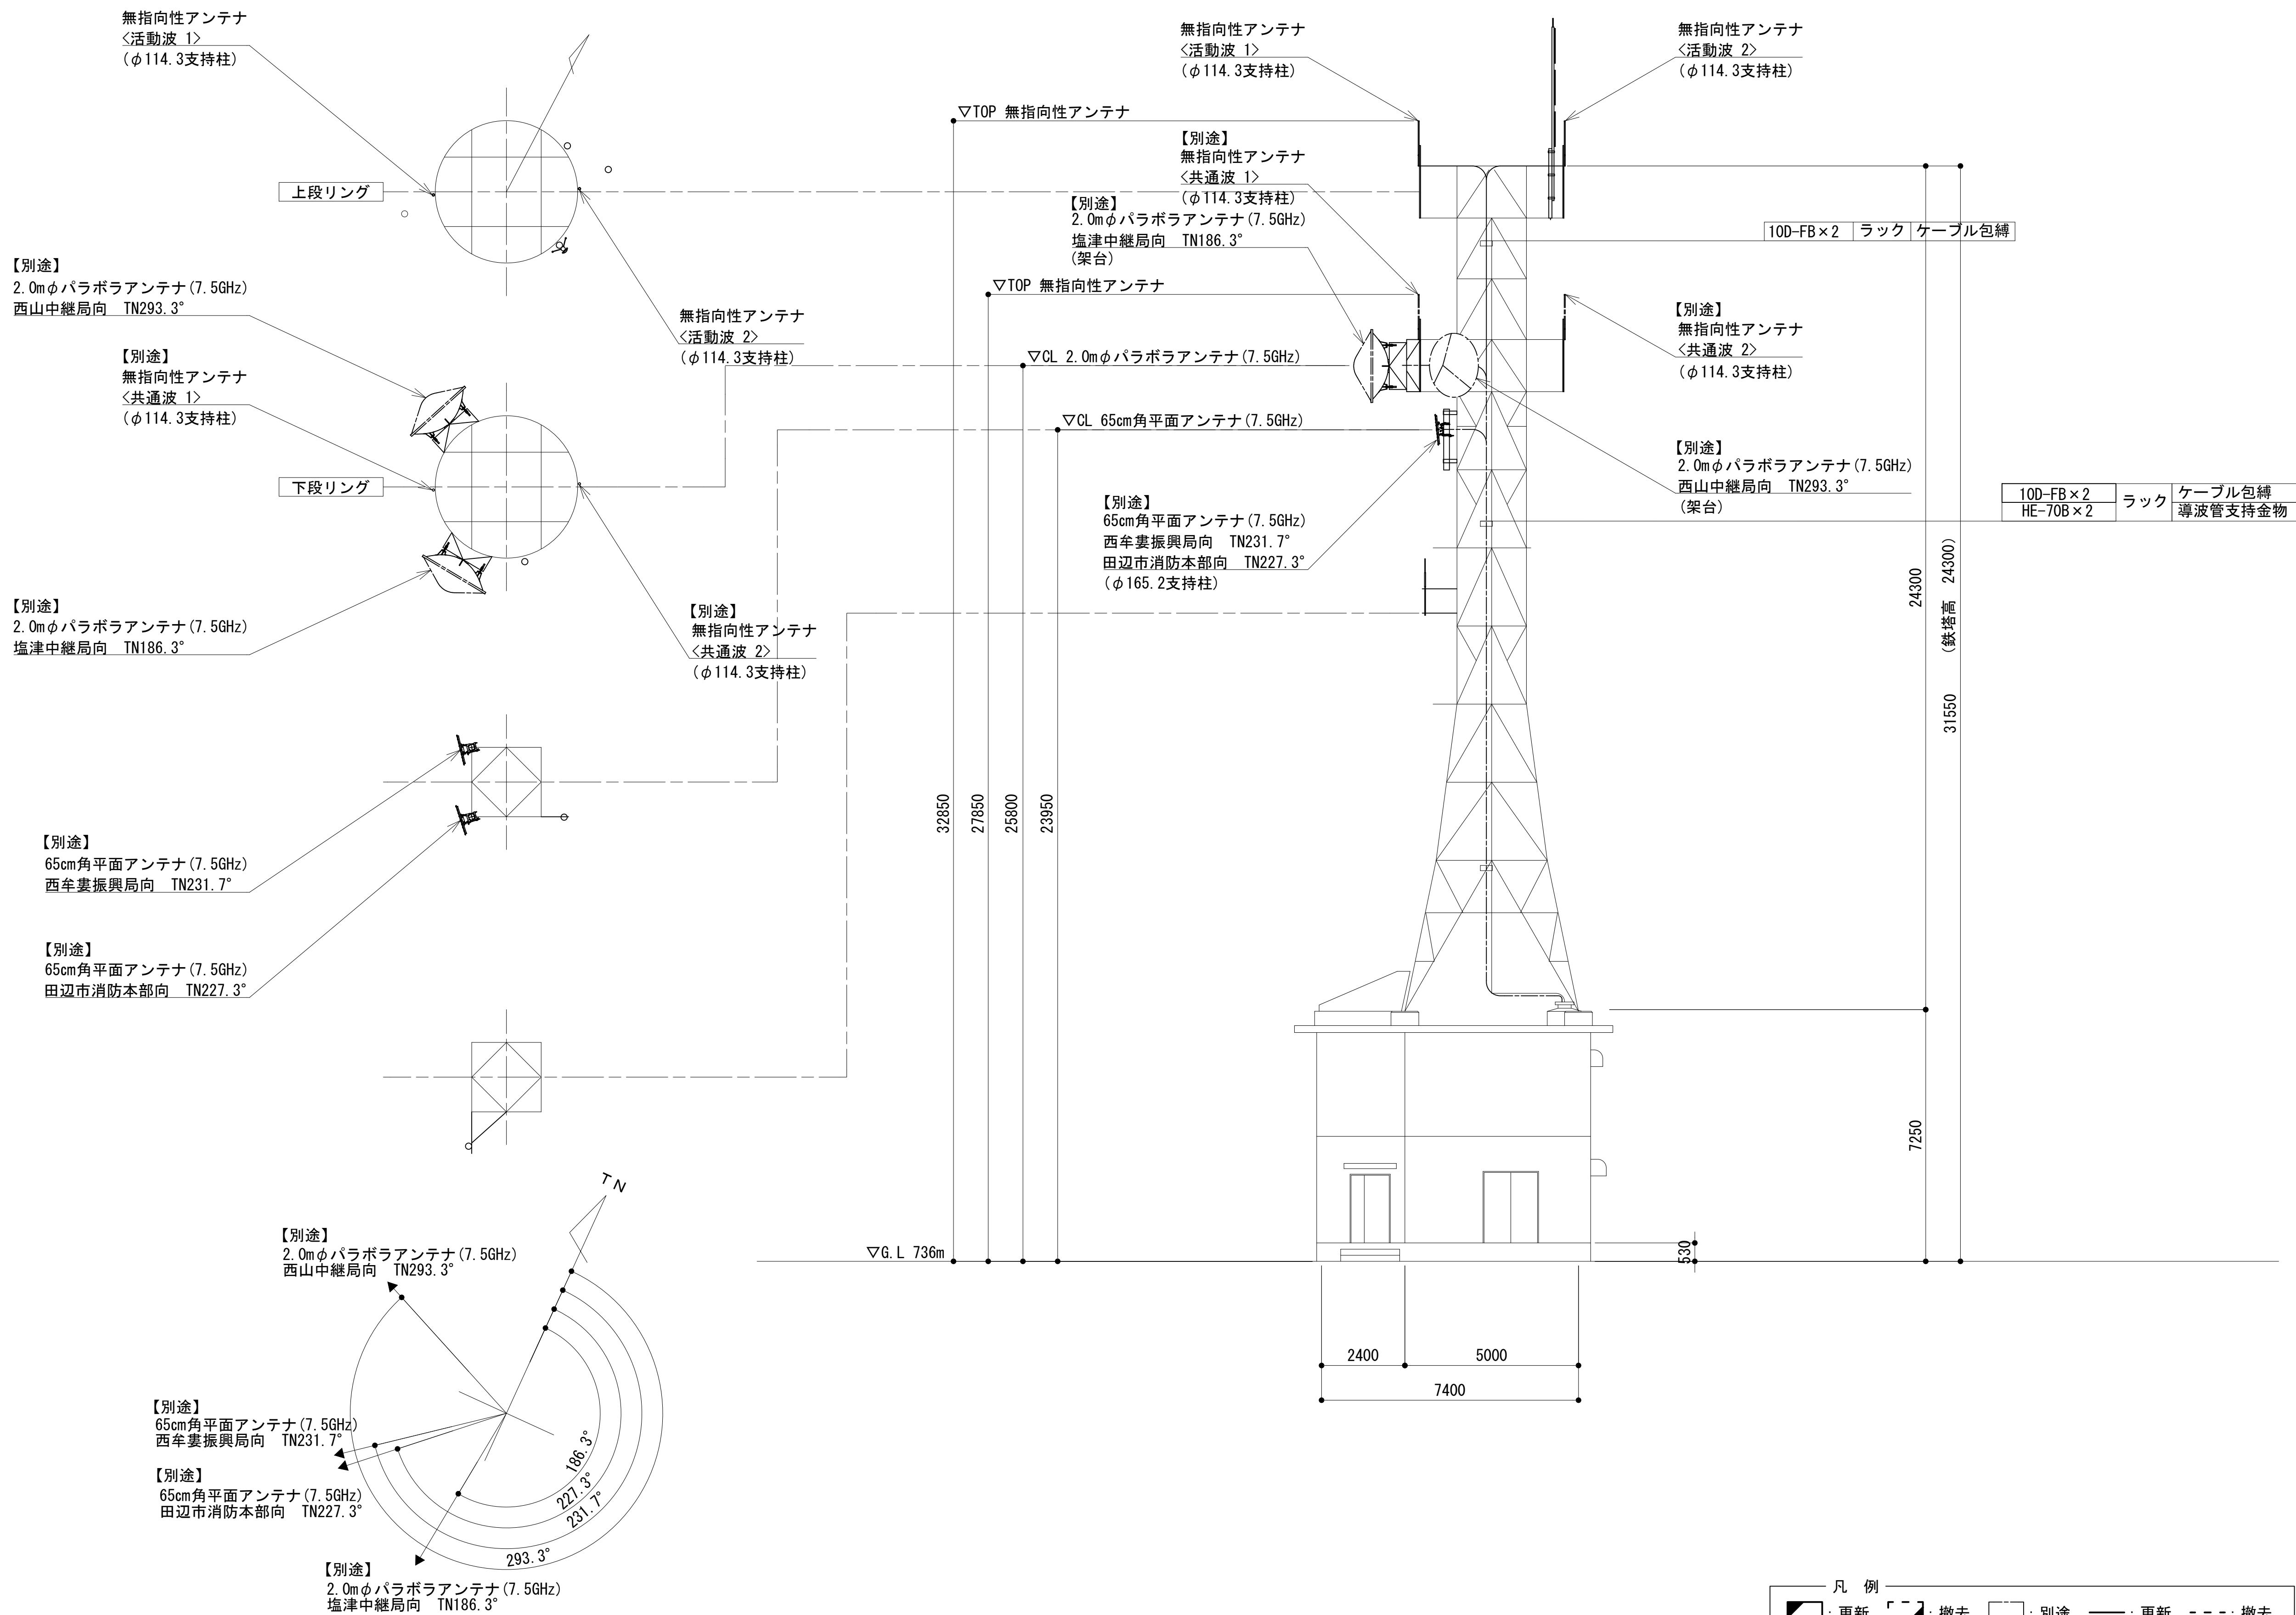 無指向性アンテナ
<活動波 1>
(φ114.3支持柱)
上段リング
【別途】
2.0mφパラボラアンテナ(7.5GHz)
西山中継局向 TN293.3°
【別途】
無指向性アンテナ
<共通波 1>
(φ114.3支持柱)
無指向性アンテナ
<活動波 2>
(φ114.3支持柱)
下段リング
【別途】
2.0mφパラボラアンテナ(7.5GHz)
塩津中継局向 TN186.3°
【別途】
無指向性アンテナ
<共通波 2>
(φ114.3支持柱)
【別途】
65cm角平面アンテナ(7.5GHz)
西牟婁振興局向 TN231.7°
【別途】
65cm角平面アンテナ(7.5GHz)
田辺市消防本部向 TN227.3°
TN
【別途】
2.0mφパラボラアンテナ(7.5GHz)
西山中継局向 TN293.3°
【別途】
65cm角平面アンテナ(7.5GHz)
西牟婁振興局向 TN231.7°
【別途】
65cm角平面アンテナ(7.5GHz)
田辺市消防本部向 TN227.3°
186.3°
227.3°
231.7°
293.3°
【別途】
2.0mφパラボラアンテナ(7.5GHz)
塩津中継局向 TN186.3°
無指向性アンテナ
<活動波 1>
(φ114.3支持柱)
無指向性アンテナ
<活動波 2>
(φ114.3支持柱)
▽TOP 無指向性アンテナ
【別途】
無指向性アンテナ
<共通波 1>
(φ114.3支持柱)
【別途】
2.0mφパラボラアンテナ(7.5GHz)
塩津中継局向 TN186.3°
(架台)
10D-FB×2 ラック ケーブル包縛
▽TOP 無指向性アンテナ
【別途】
無指向性アンテナ
<共通波 2>
(φ114.3支持柱)
▽CL 2.0mφパラボラアンテナ(7.5GHz)
▽CL 65cm角平面アンテナ(7.5GHz)
【別途】
2.0mφパラボラアンテナ(7.5GHz)
西山中継局向 TN293.3°
(架台)
【別途】
65cm角平面アンテナ(7.5GHz)
西牟婁振興局向 TN231.7°
田辺市消防本部向 TN227.3°
(φ165.2支持柱)
10D-FB×2 ラック ケーブル包縛
HE-70B×2 導波管支持金物
24300
31550 (鉄塔高 24300)
32850
27850
25800
23950
7250
▽G.L 736m
530
2400
5000
7400
凡 例
:更新 :撤去 :別途 :更新 :撤去